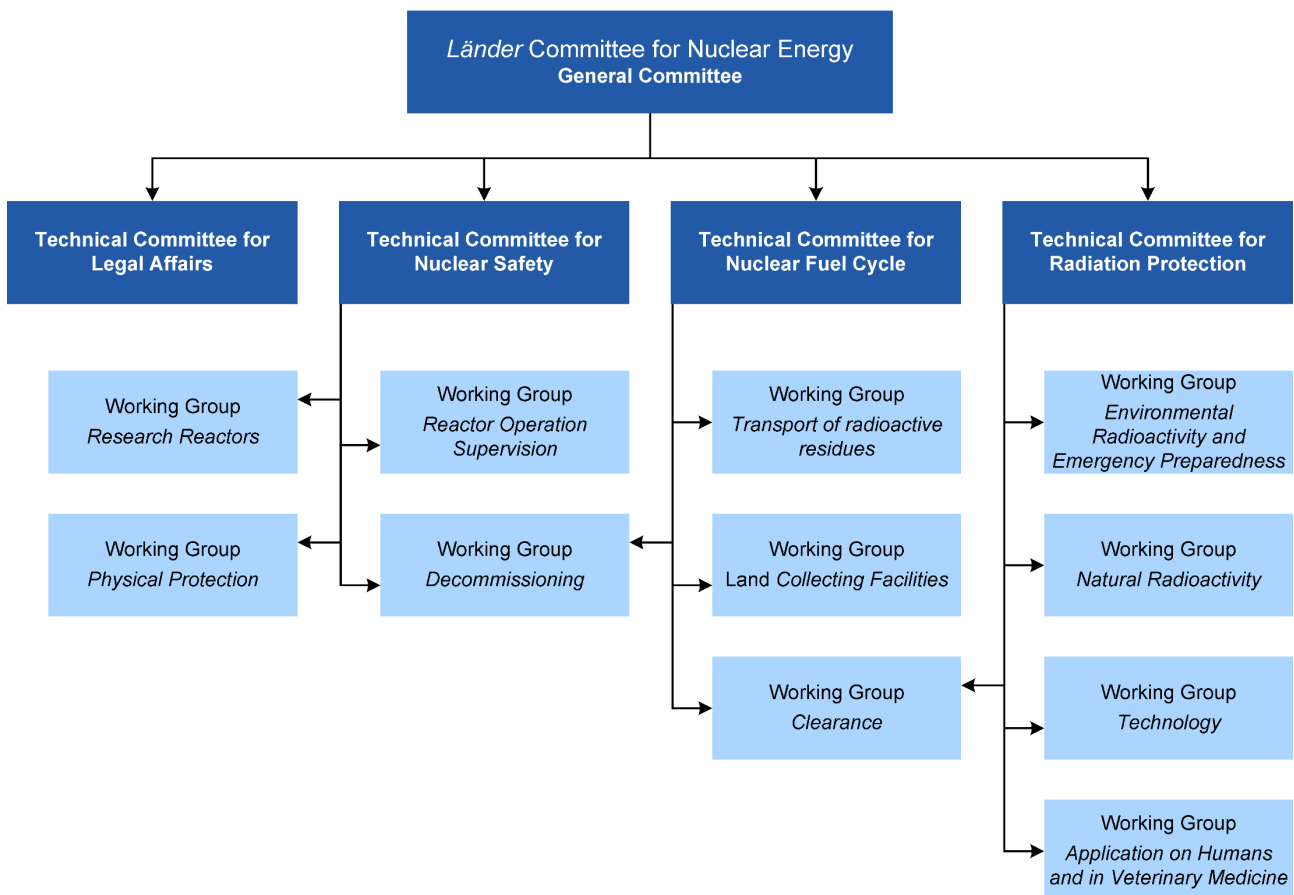 Länder Committee for Nuclear Energy
General Committee
Technical Committee for
Legal Affairs
Technical Committee for
Nuclear Safety
Technical Committee for
Nuclear Fuel Cycle
Technical Committee for
Radiation Protection
Working Group
Research Reactors
Working Group
Reactor Operation
Supervision
Working Group
Transport of radioactive
residues
Working Group
Environmental
Radioactivity and
Emergency Preparedness
Working Group
Physical Protection
Working Group
Decommissioning
Working Group
Land Collecting Facilities
Working Group
Natural Radioactivity
Working Group
Clearance
Working Group
Technology
Working Group
Application on Humans
and in Veterinary Medicine